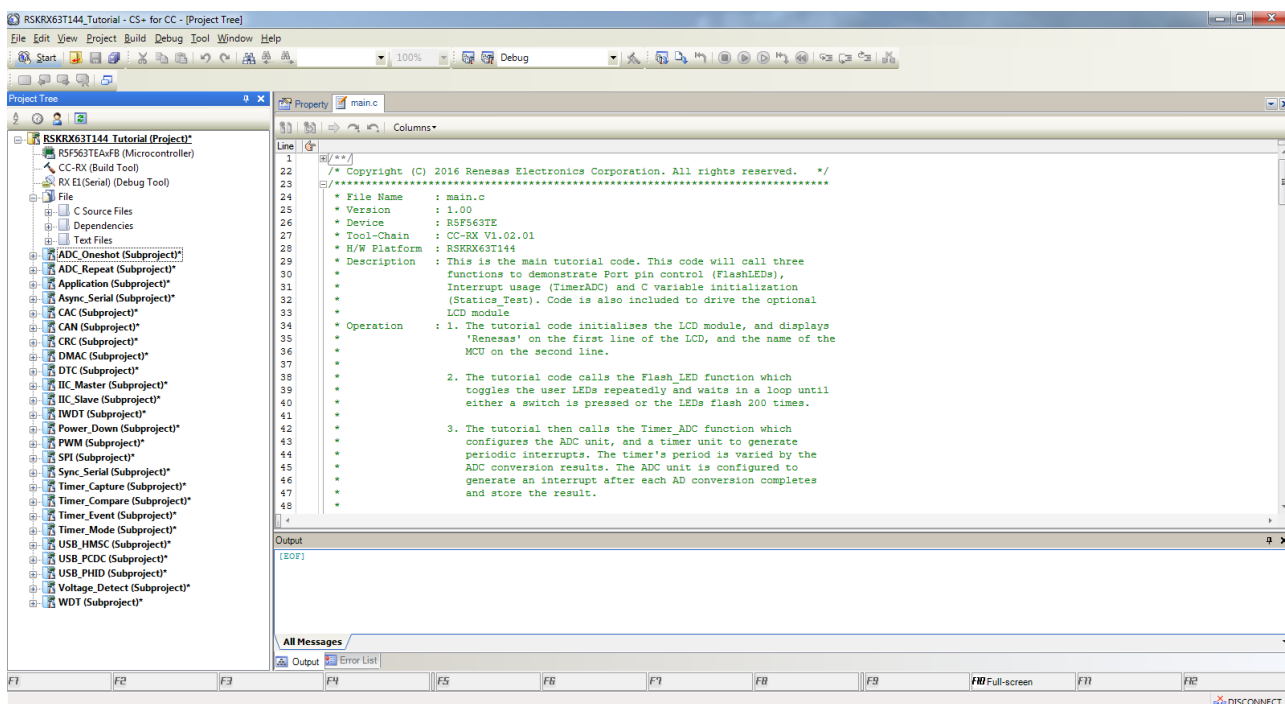 RSKRX63T144_Tutorial - CS+ for CC - [Project Tree]
File Edit View Project Build Debug Tool Window Help
Start 100% Debug
Project Tree
RSKRX63T144_Tutorial (Project)*
R5F563TEAxFB (Microcontroller)
CC-RX (Build Tool)
RX E1(Serial) (Debug Tool)
File
C Source Files
Dependencies
Text Files
ADC_Oneshot (Subproject)*
ADC_Repeat (Subproject)*
Application (Subproject)*
Async_Serial (Subproject)*
CAC (Subproject)*
CAN (Subproject)*
CRC (Subproject)*
DMAC (Subproject)*
DTC (Subproject)*
IIC_Master (Subproject)*
IIC_Slave (Subproject)*
IWDT (Subproject)*
Power_Down (Subproject)*
PWM (Subproject)*
SPI (Subproject)*
Sync_Serial (Subproject)*
Timer_Capture (Subproject)*
Timer_Compare (Subproject)*
Timer_Event (Subproject)*
Timer_Mode (Subproject)*
USB_HMSC (Subproject)*
USB_PCDC (Subproject)*
USB_PHID (Subproject)*
Voltage_Detect (Subproject)*
WDT (Subproject)*
Property main.c
Columns
Line
1 /**/
22 /* Copyright (C) 2016 Renesas Electronics Corporation. All rights reserved. */
23 /*******************************************************************************
24 * File Name : main.c
25 * Version : 1.00
26 * Device : R5F563TE
27 * Tool-Chain : CC-RX V1.02.01
28 * H/W Platform : RSKRX63T144
29 * Description : This is the main tutorial code. This code will call three
30 * functions to demonstrate Port pin control (FlashLEDs),
31 * Interrupt usage (TimerADC) and C variable initialization
32 * (Statics_Test). Code is also included to drive the optional
33 * LCD module
34 * Operation : 1. The tutorial code initialises the LCD module, and displays
35 * 'Renesas' on the first line of the LCD, and the name of the
36 * MCU on the second line.
37 *
38 * 2. The tutorial code calls the Flash_LED function which
39 * toggles the user LEDs repeatedly and waits in a loop until
40 * either a switch is pressed or the LEDs flash 200 times.
41 *
42 * 3. The tutorial then calls the Timer_ADC function which
43 * configures the ADC unit, and a timer unit to generate
44 * periodic interrupts. The timer's period is varied by the
45 * ADC conversion results. The ADC unit is configured to
46 * generate an interrupt after each AD conversion completes
47 * and store the result.
48 *
Output
[EOF]
All Messages
Output Error List
F1 F2 F3 F4 F5 F6 F7 F8 F9 F10 Full-screen F11 F12
DISCONNECT